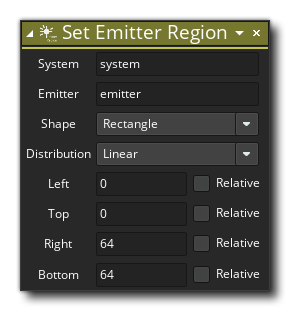 Set Emitter Region
System system
Emitter emitter
Shape Rectangle
Distribution Linear
Left 0 Relative
Top 0 Relative
Right 64 Relative
Bottom 64 Relative